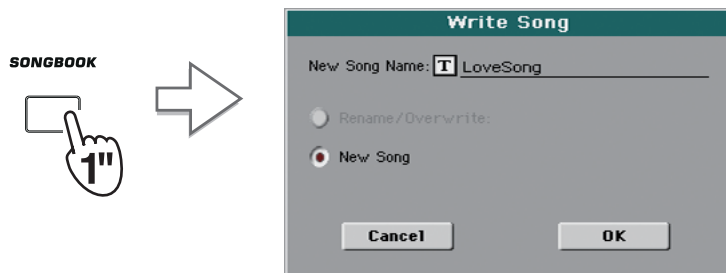 SONGBOOK
1"
Write Song
New Song Name: T LoveSong
Rename/Overwrite:
New Song
Cancel
OK